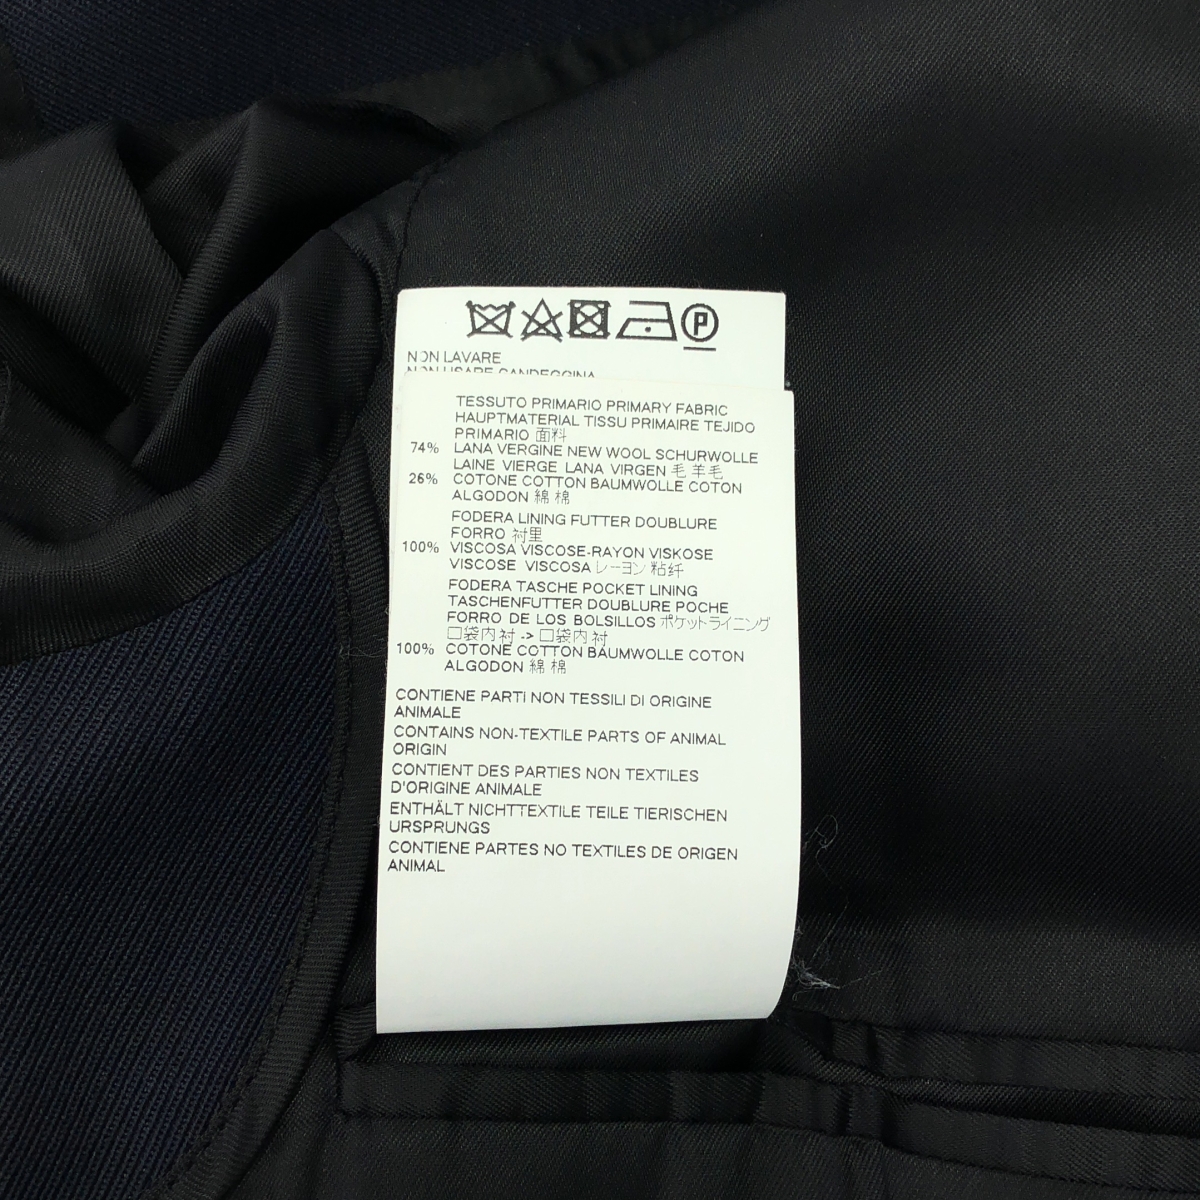 P
NON LAVARE
NON USARE CANDEGGINA
TESSUTO PRIMARIO PRIMARY FABRIC
HAUPTMATERIAL TISSU PRIMAIRE TEJIDO
PRIMARIO 面料
74% LANA VERGINE NEW WOOL SCHURWOLLE
LAINE VIERGE LANA VIRGEN 毛 羊毛
26% COTONE COTTON BAUMWOLLE COTON
ALGODON 綿 棉
FODERA LINING FUTTER DOUBLURE
FORRO 衬里
100% VISCOSA VISCOSE-RAYON VISKOSE
VISCOSE VISCOSA レーヨン 粘纤
FODERA TASCHE POCKET LINING
TASCHENFUTTER DOUBLURE POCHE
FORRO DE LOS BOLSILLOS ポケットライニング
口袋内衬 -> 口袋内衬
100% COTONE COTTON BAUMWOLLE COTON
ALGODON 綿 棉
CONTIENE PARTI NON TESSILI DI ORIGINE
ANIMALE
CONTAINS NON-TEXTILE PARTS OF ANIMAL
ORIGIN
CONTIENT DES PARTIES NON TEXTILES
D'ORIGINE ANIMALE
ENTHÄLT NICHTTEXTILE TEILE TIERISCHEN
URSPRUNGS
CONTIENE PARTES NO TEXTILES DE ORIGEN
ANIMAL